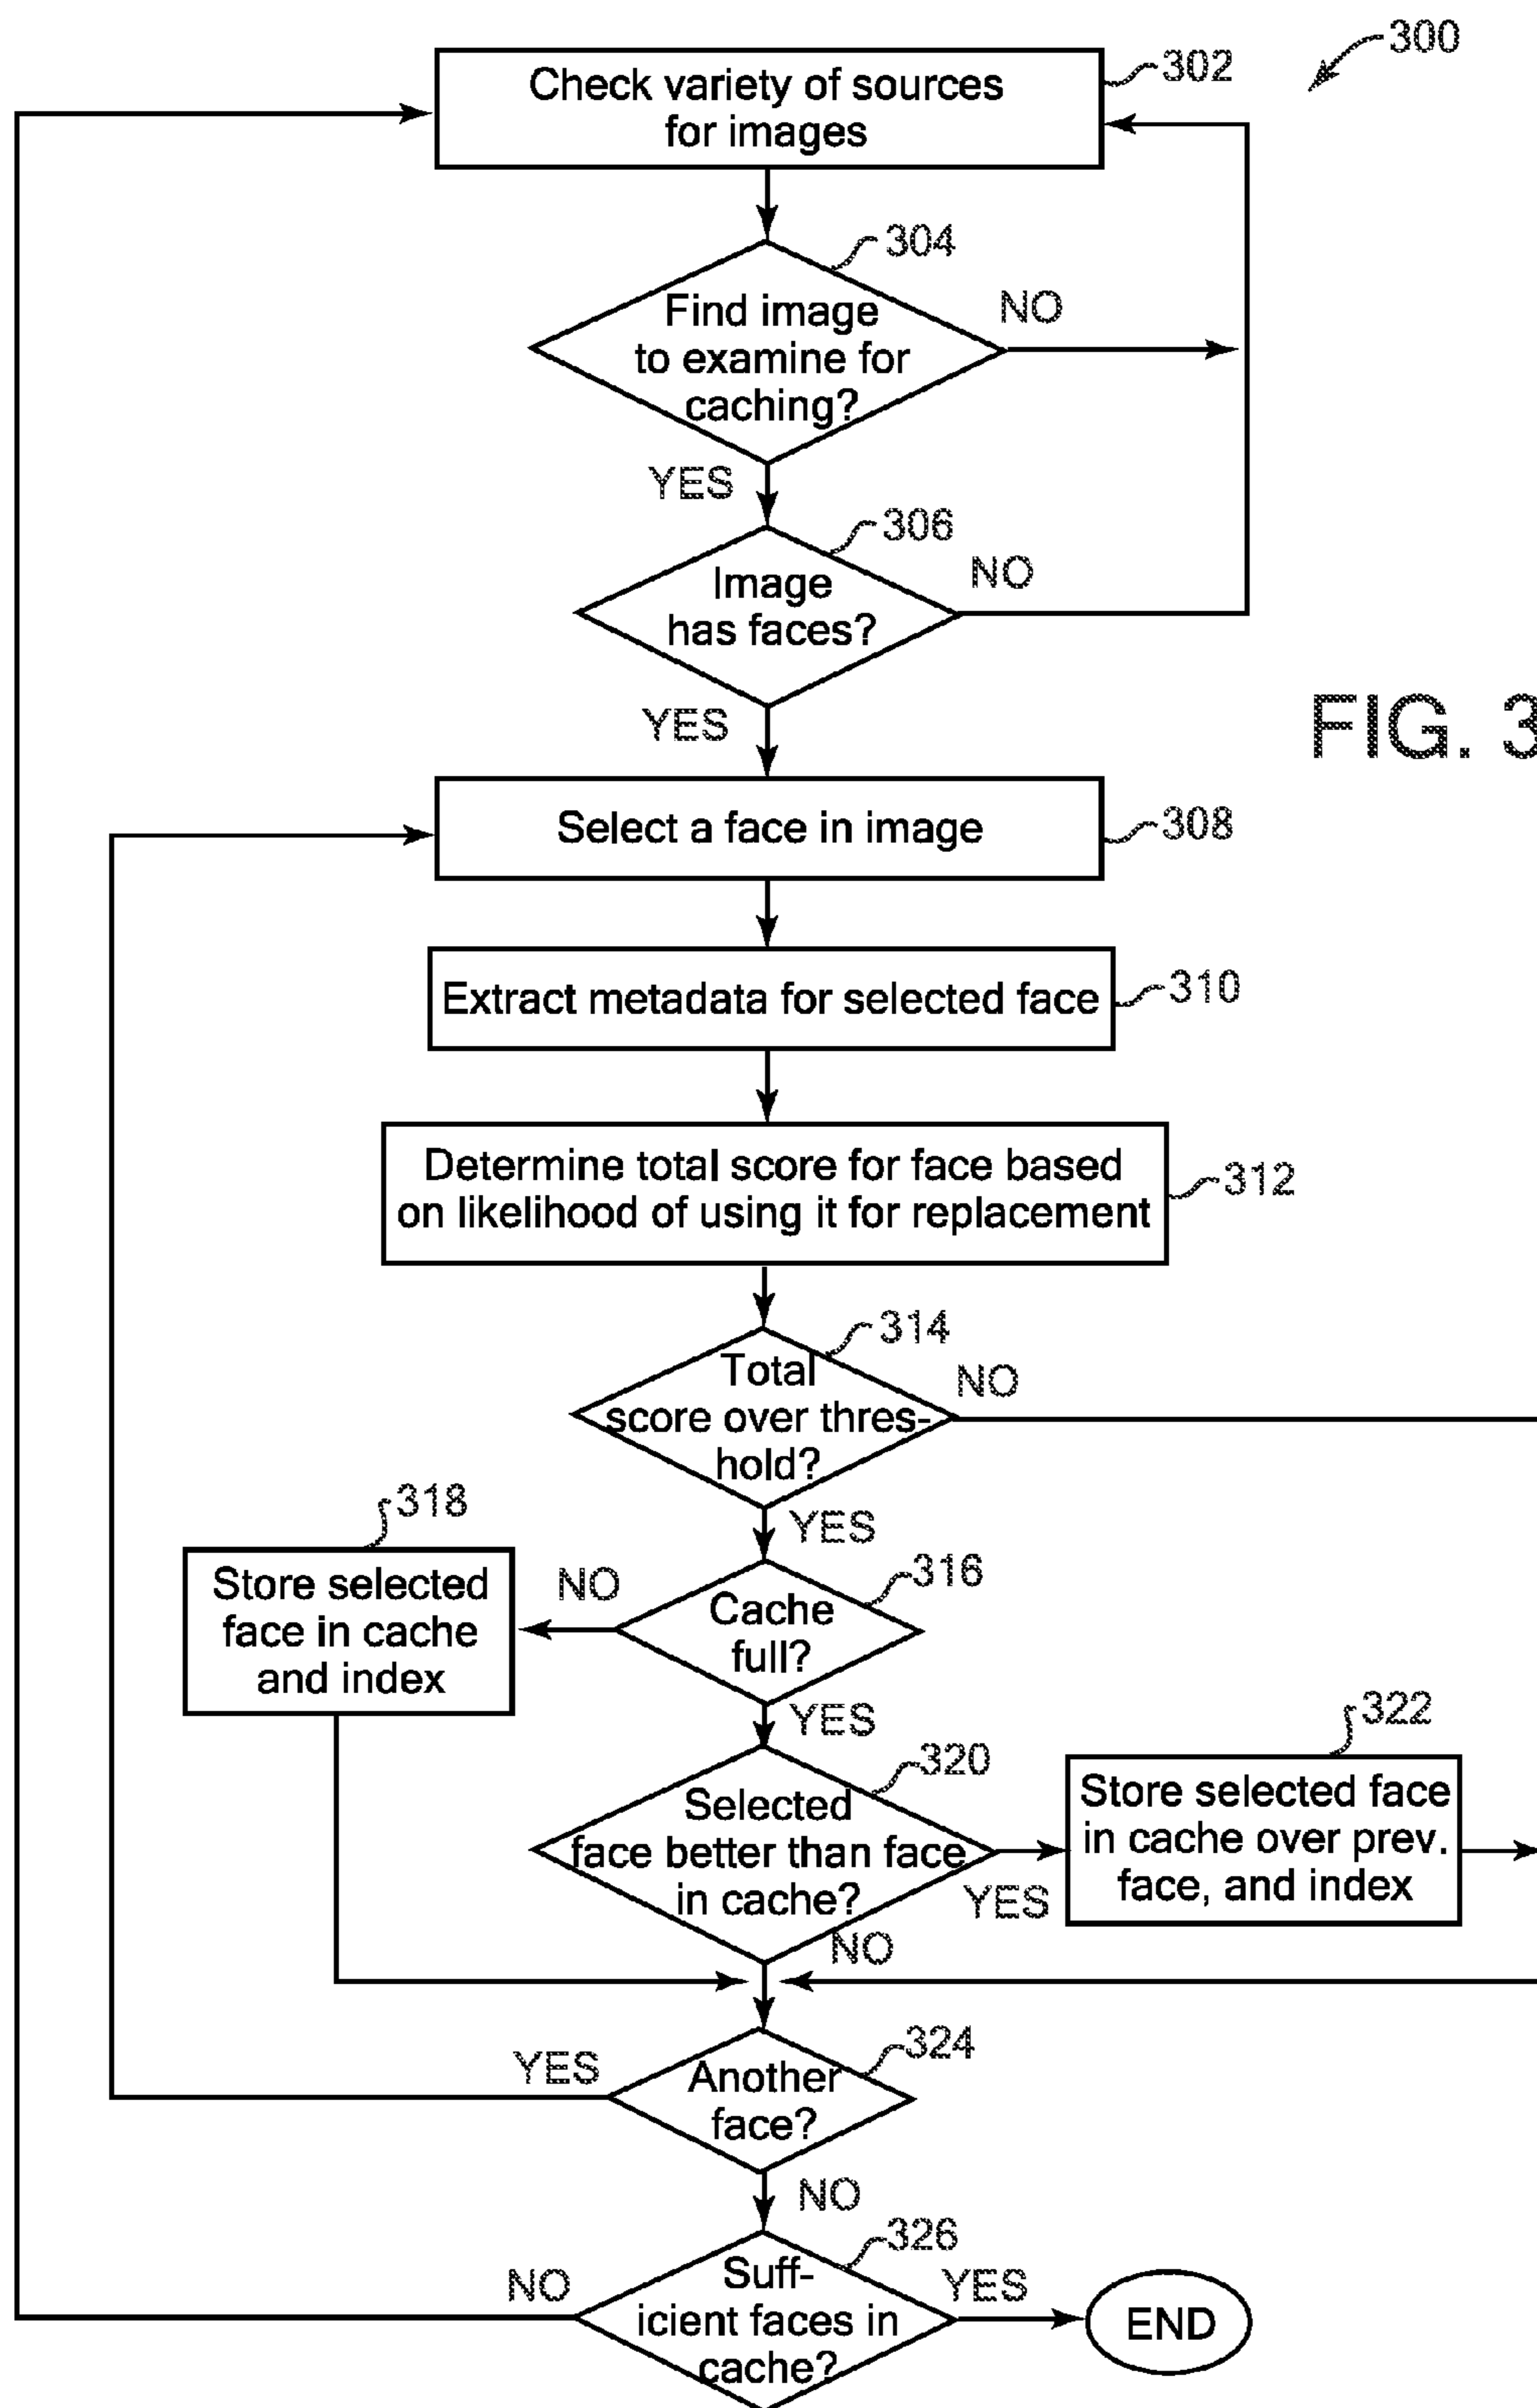 300
Check variety of sources
for images
302
304
Find image
to examine for
caching?
NO
YES
306
Image
has faces?
NO
YES
FIG. 3
Select a face in image
308
Extract metadata for selected face
310
Determine total score for face based
on likelihood of using it for replacement
312
314
Total
score over thres-
hold?
NO
YES
318
Store selected
face in cache
and index
NO
316
Cache
full?
YES
320
Selected
face better than face
in cache?
YES
NO
322
Store selected face
in cache over prev.
face, and index
324
Another
face?
YES
NO
326
Suff-
icient faces in
cache?
NO
YES
END